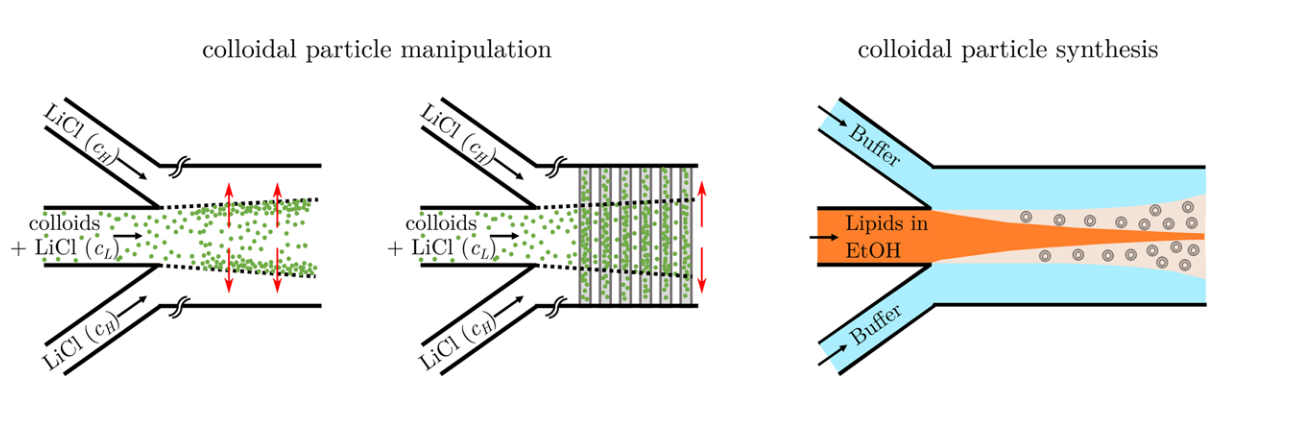 colloidal particle manipulation
LiCl (c_H)
colloids
+ LiCl (c_L)
LiCl (c_H)
LiCl (c_H)
colloids
+ LiCl (c_L)
LiCl (c_H)
colloidal particle synthesis
Buffer
Lipids in
EtOH
Buffer